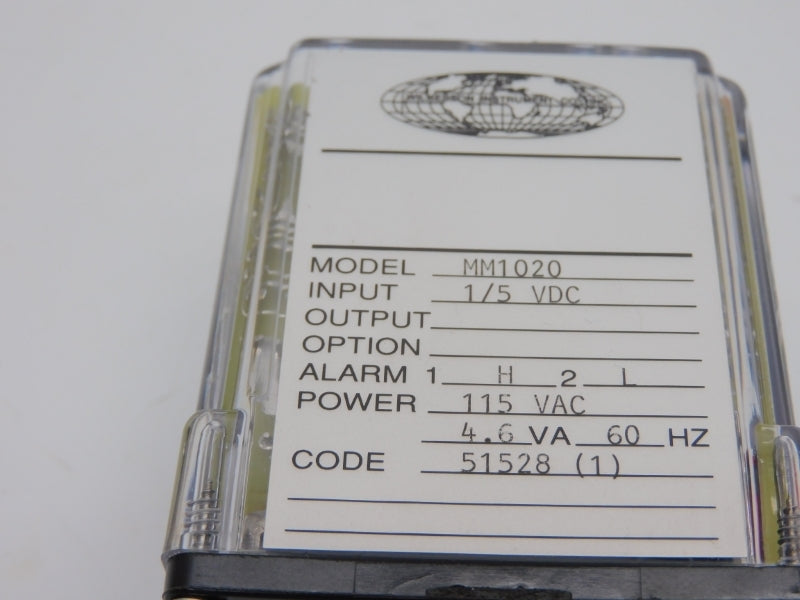 MODEL MM1020
INPUT 1/5 VDC
OUTPUT
OPTION
ALARM 1 H 2 L
POWER 115 VAC
4.6 VA 60 HZ
CODE 51528 (1)